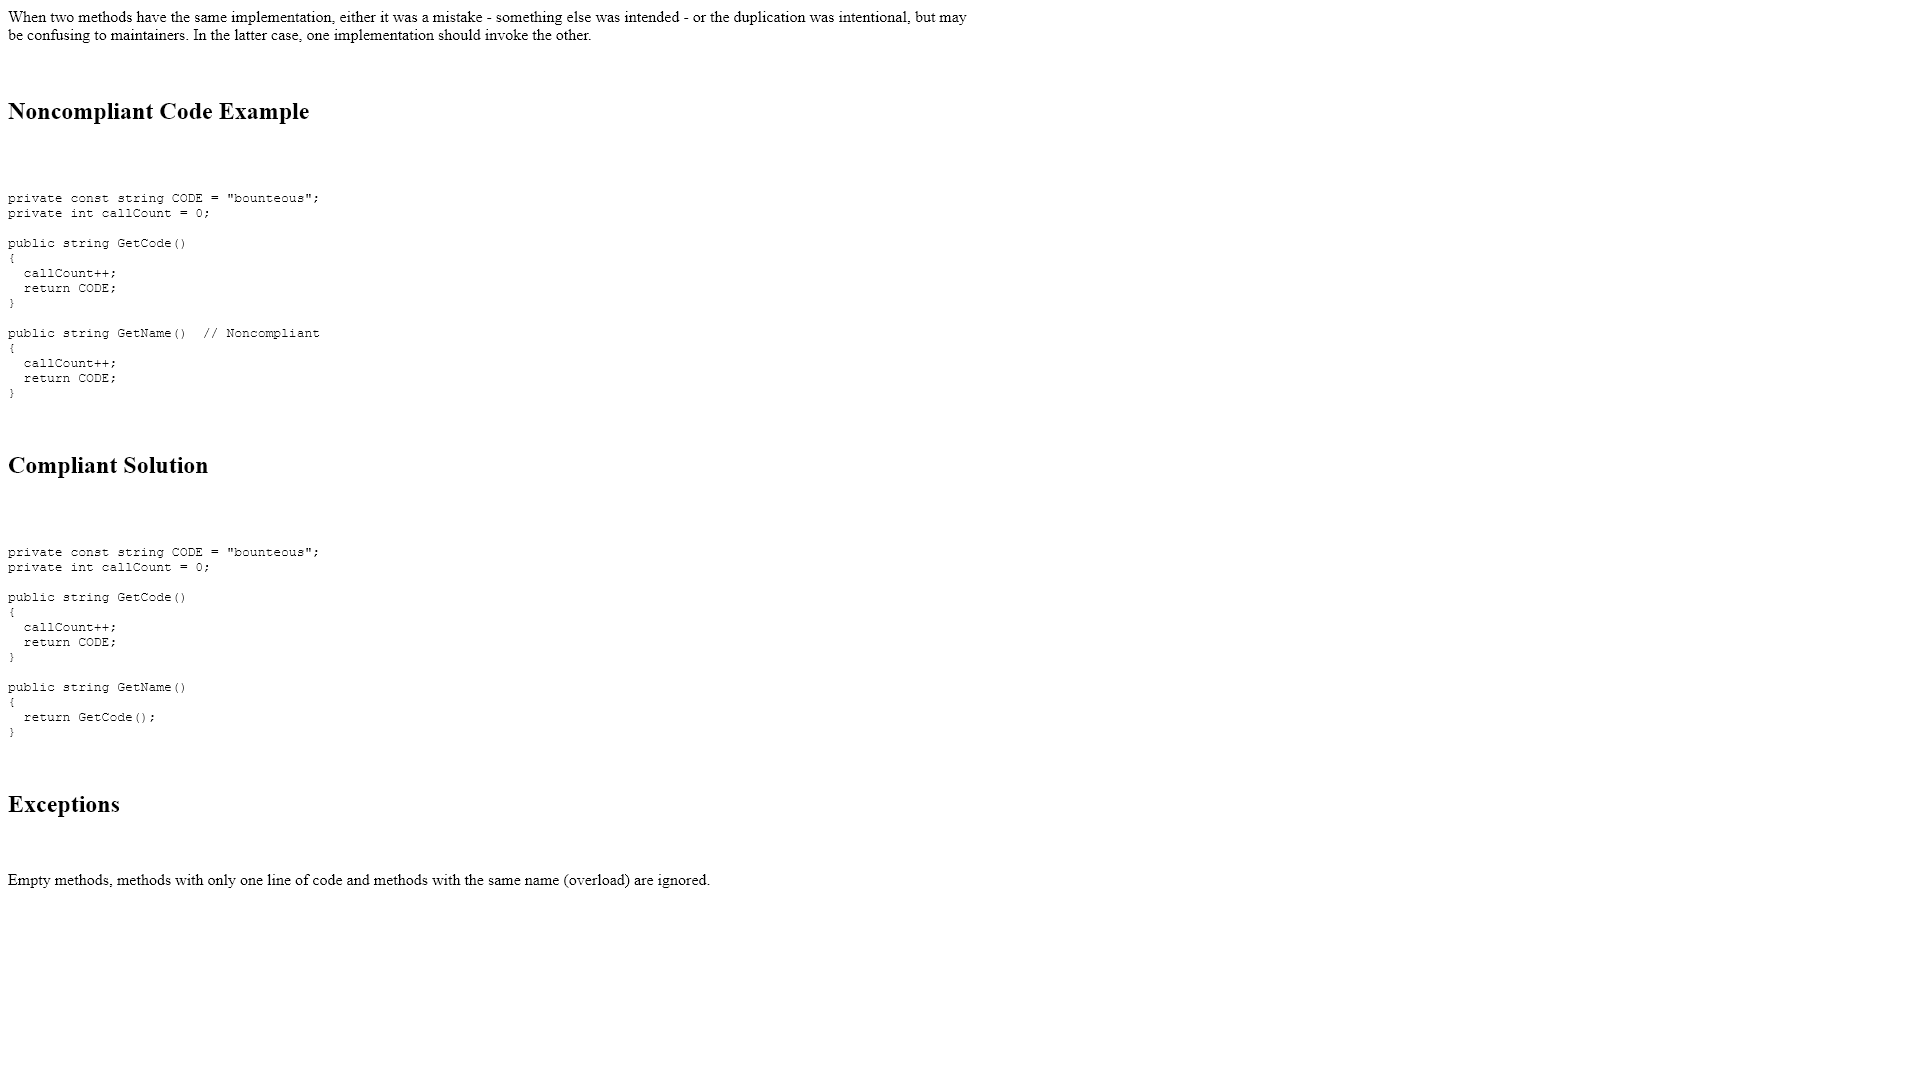 When two methods have the same implementation, either it was a mistake - something else was intended - or the duplication was intentional, but may
be confusing to maintainers. In the latter case, one implementation should invoke the other.
Noncompliant Code Example
private const string CODE = "bounteous";
private int callCount = 0;
public string GetCode()
{
  callCount++;
  return CODE;
}
public string GetName()  // Noncompliant
{
  callCount++;
  return CODE;
}
Compliant Solution
private const string CODE = "bounteous";
private int callCount = 0;
public string GetCode()
{
  callCount++;
  return CODE;
}
public string GetName()
{
  return GetCode();
}
Exceptions
Empty methods, methods with only one line of code and methods with the same name (overload) are ignored.